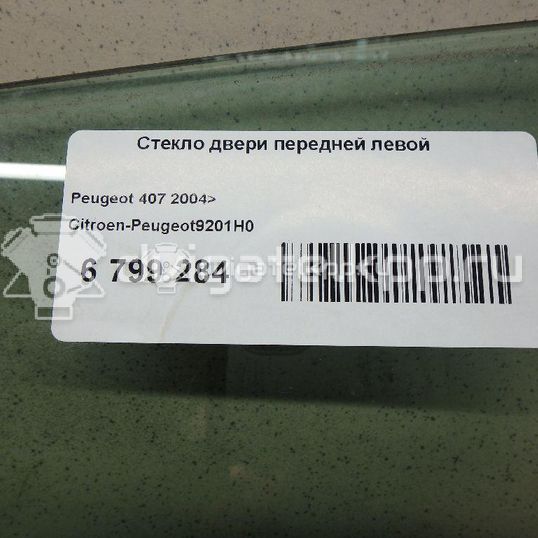 Стекло двери передней левой
Peugeot 407 2004>
Citroen-Peugeot9201H0
6 799 284